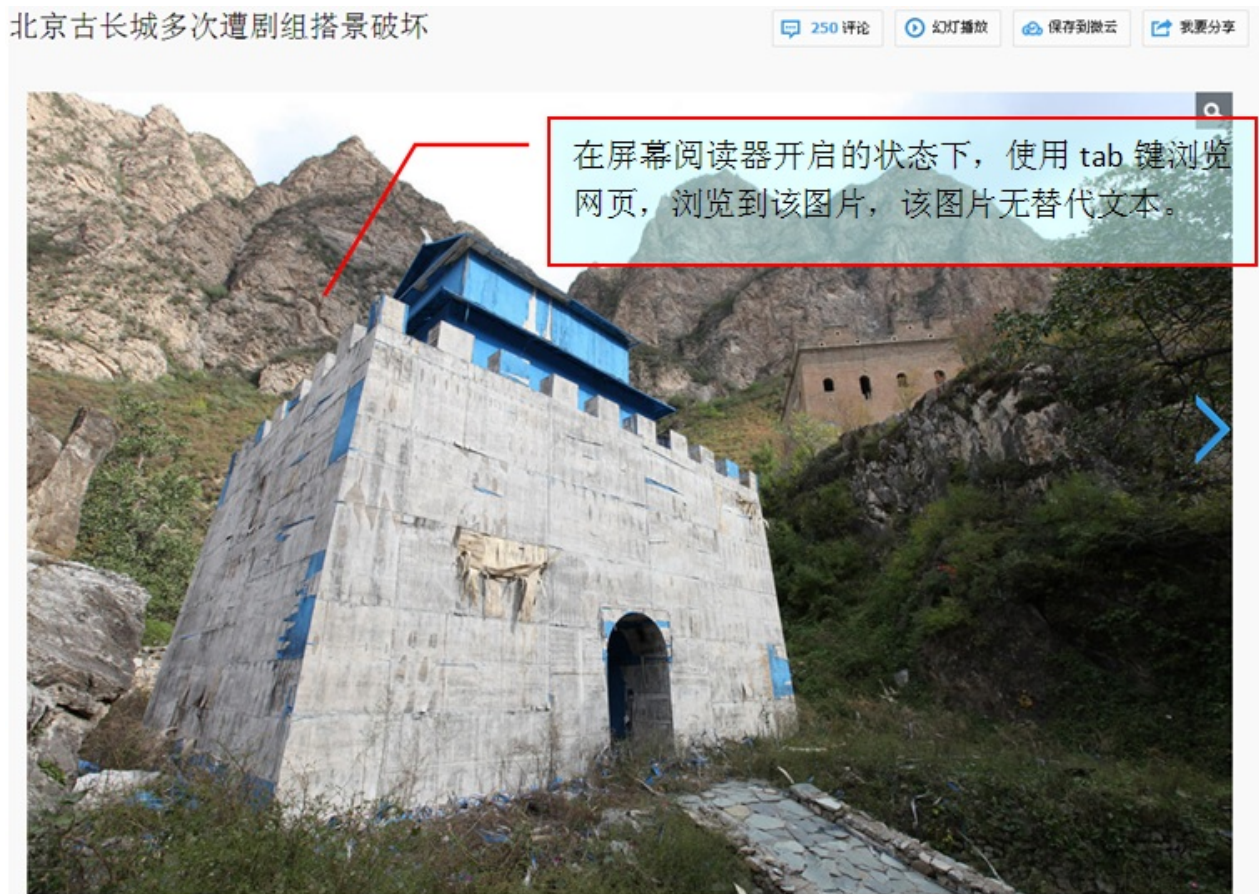 北京古长城多次遭剧组搭景破坏
250 评论
幻灯播放
保存到微云
我要分享
在屏幕阅读器开启的状态下，使用 tab 键浏览
网页，浏览到该图片，该图片无替代文本。